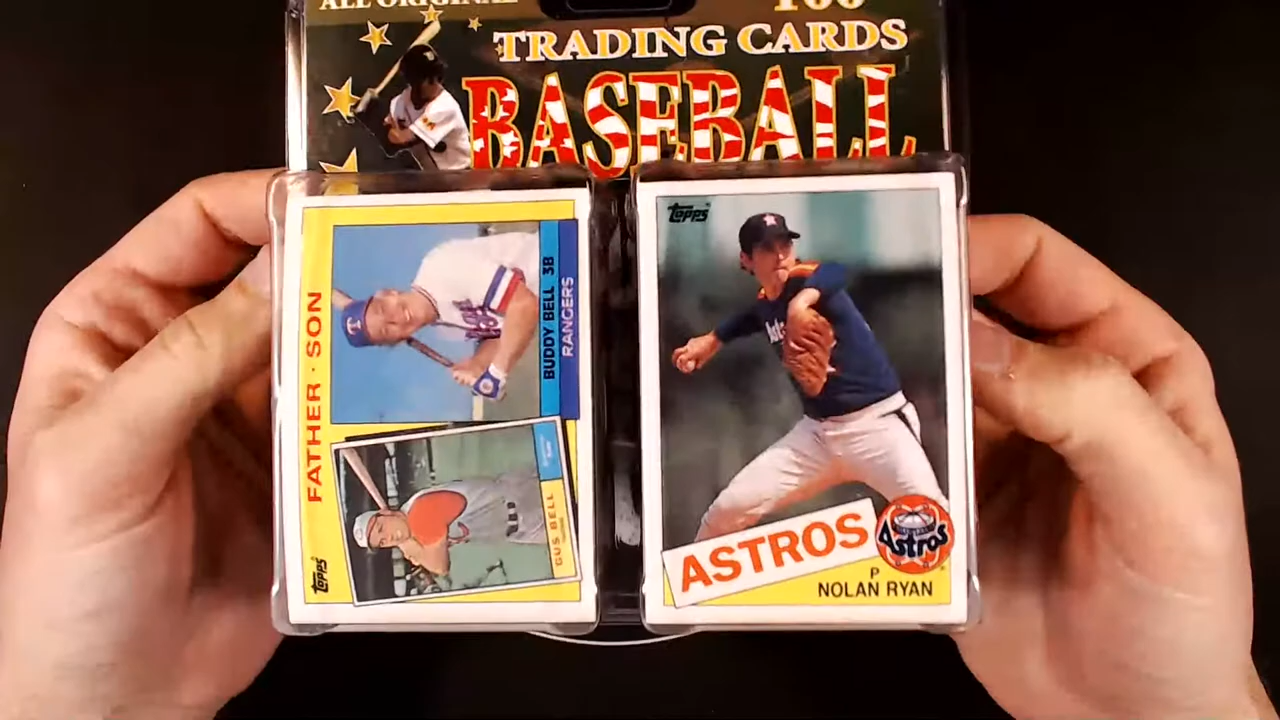 ALL ORIGINAL
100
TRADING CARDS
BASEBALL
FATHER · SON
BUDDY BELL 3B
RANGERS
GUS BELL
Topps
Topps
ASTROS
Astros
P
NOLAN RYAN